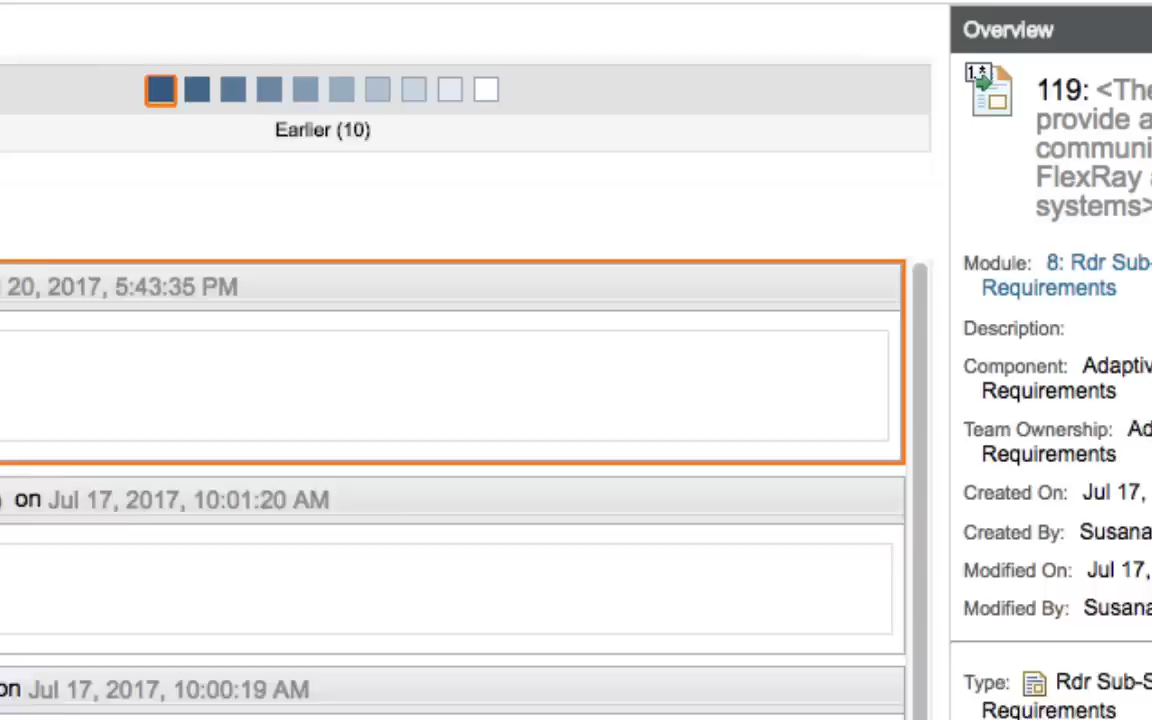 Overview
119: <The
provide a
communi
FlexRay
systems>
Earlier (10)
Module: 8: Rdr Sub-
Requirements
Description:
Component: Adaptiv
Requirements
Team Ownership: Ad
Requirements
Created On: Jul 17,
Created By: Susana
Modified On: Jul 17,
Modified By: Susana
Type: Rdr Sub-S
Requirements
20, 2017, 5:43:35 PM
on Jul 17, 2017, 10:01:20 AM
on Jul 17, 2017, 10:00:19 AM